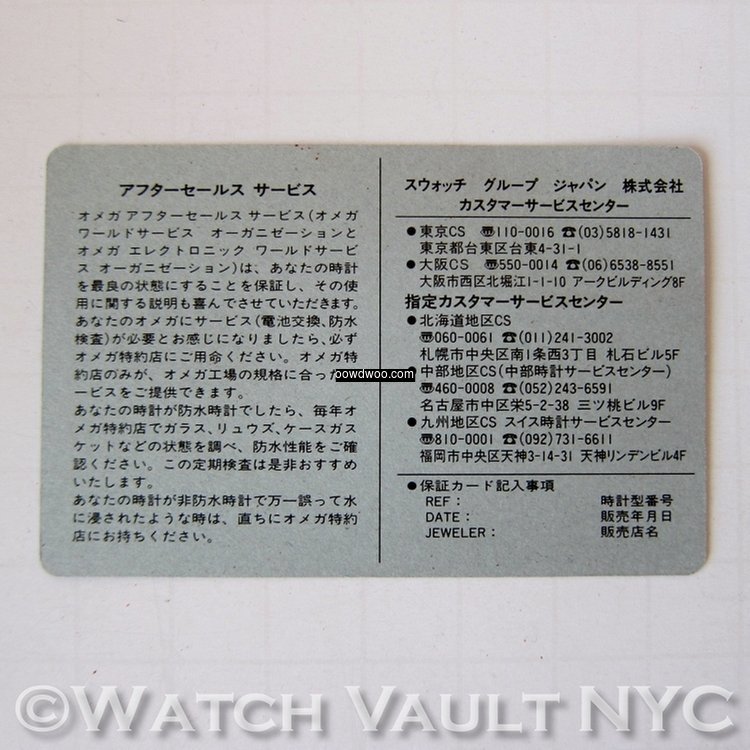 アフターセールス サービス
オメガ アフターセールス サービス(オメガ
ワールドサービス オーガニゼーションと
オメガ エレクトロニック ワールドサービ
ス オーガニゼーション)は、あなたの時計
を最良の状態にすることを保証し、その使
用に関する説明も喜んでさせていただきます。
あなたのオメガにサービス(電池交換、防水
検査)が必要とお感じになりましたら、必ず
オメガ特約店にご用命ください。オメガ特
約店のみが、オメガ工場の規格に合った
ービスをご提供できます。
あなたの時計が防水時計でしたら、毎年オ
メガ特約店でガラス、リュウズ、ケースガス
ケットなどの状態を調べ、防水性能をご確
認ください。この定期検査は是非おすすめ
いたします。
あなたの時計が非防水時計で万一誤って水
に浸されたような時は、直ちにオメガ特約
店にお持ちください。
スウォッチ グループ ジャパン 株式会社
カスタマーサービスセンター
●東京CS 〠110-0016 ☎(03)5818-1431
東京都台東区台東4-31-1
●大阪CS 〠550-0014 ☎(06)6538-8551
大阪市西区北堀江1-1-10 アークビルディング8F
指定カスタマーサービスセンター
●北海道地区CS
〠060-0061 ☎(011)241-3002
札幌市中央区南1条西3丁目 札石ビル5F
中部地区CS(中部時計サービスセンター)
〠460-0008 ☎(052)243-6591
名古屋市中区栄5-2-38 三ツ桃ビル9F
●九州地区CS スイス時計サービスセンター
〠810-0001 ☎(092)731-6611
福岡市中央区天神3-14-31 天神リンデンビル4F
●保証カード記入事項
REF: 時計型番号
DATE: 販売年月日
JEWELER: 販売店名
oowdwoo.com
©WATCH VAULT NYC